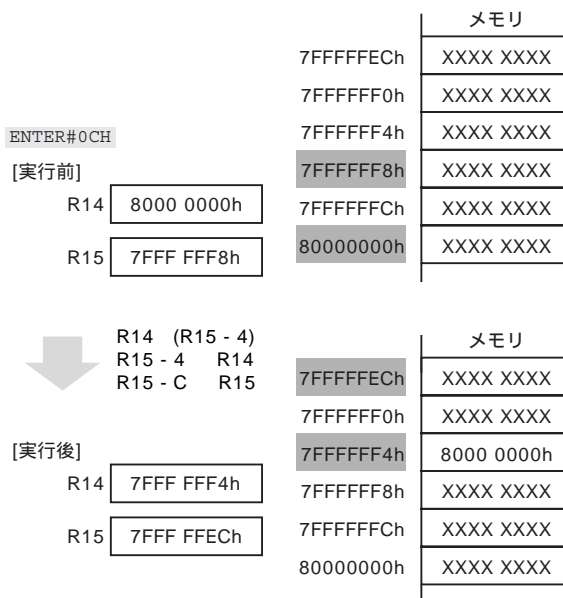 メモリ
7FFFFFECh XXXX XXXX
7FFFFFF0h XXXX XXXX
7FFFFFF4h XXXX XXXX
ENTER#0CH
[実行前]
7FFFFFF8h XXXX XXXX
R14 8000 0000h
7FFFFFFCh XXXX XXXX
R15 7FFF FFF8h
80000000h XXXX XXXX
R14 (R15 - 4)
R15 - 4 R14
R15 - C R15
メモリ
7FFFFFECh XXXX XXXX
7FFFFFF0h XXXX XXXX
[実行後]
7FFFFFF4h 8000 0000h
R14 7FFF FFF4h
7FFFFFF8h XXXX XXXX
R15 7FFF FFECh
7FFFFFFCh XXXX XXXX
80000000h XXXX XXXX